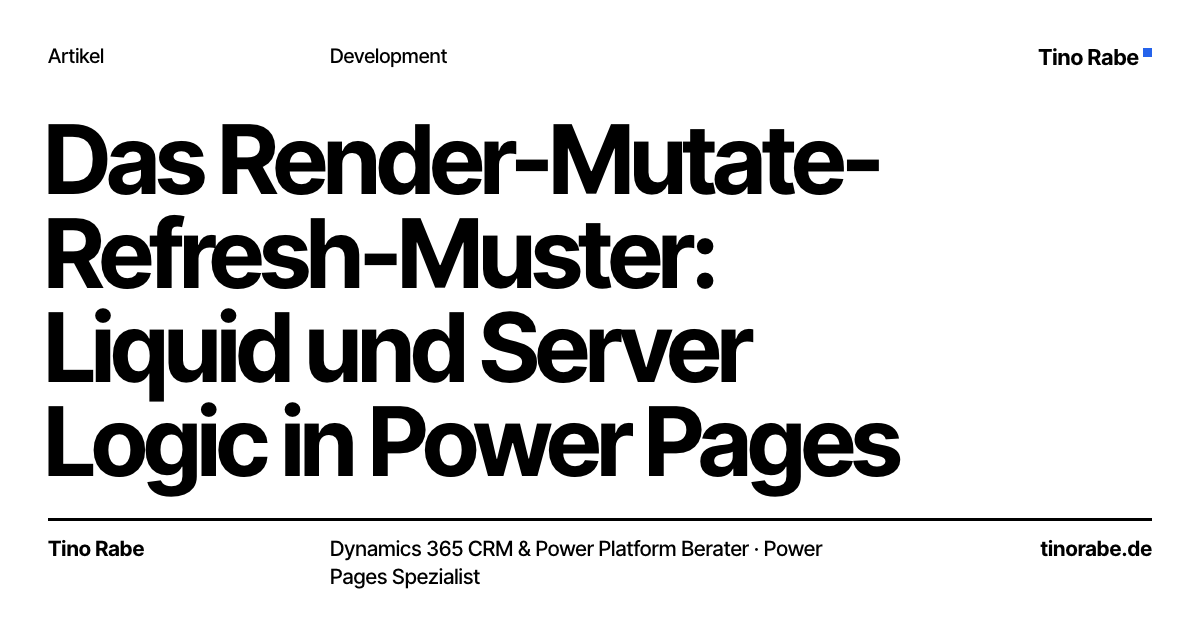 Artikel
Development
Tino Rabe
Das Render-Mutate-
Refresh-Muster:
Liquid und Server
Logic in Power Pages
Tino Rabe
Dynamics 365 CRM & Power Platform Berater · Power
Pages Spezialist
tinorabe.de